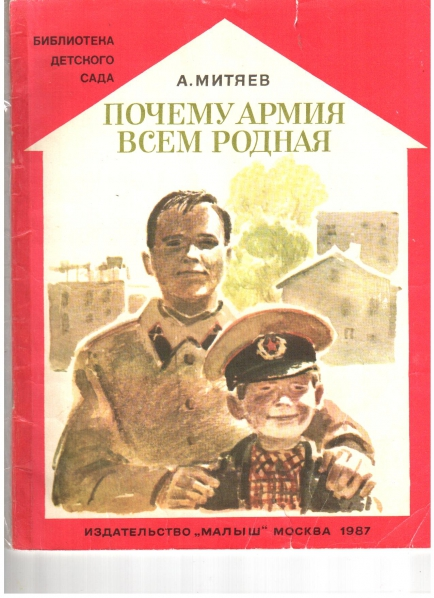 БИБЛИОТЕКА
ДЕТСКОГО
САДА
А.МИТЯЕВ
ПОЧЕМУ АРМИЯ
ВСЕМ РОДНАЯ
ИЗДАТЕЛЬСТВО „МАЛЫШ" МОСКВА 1987